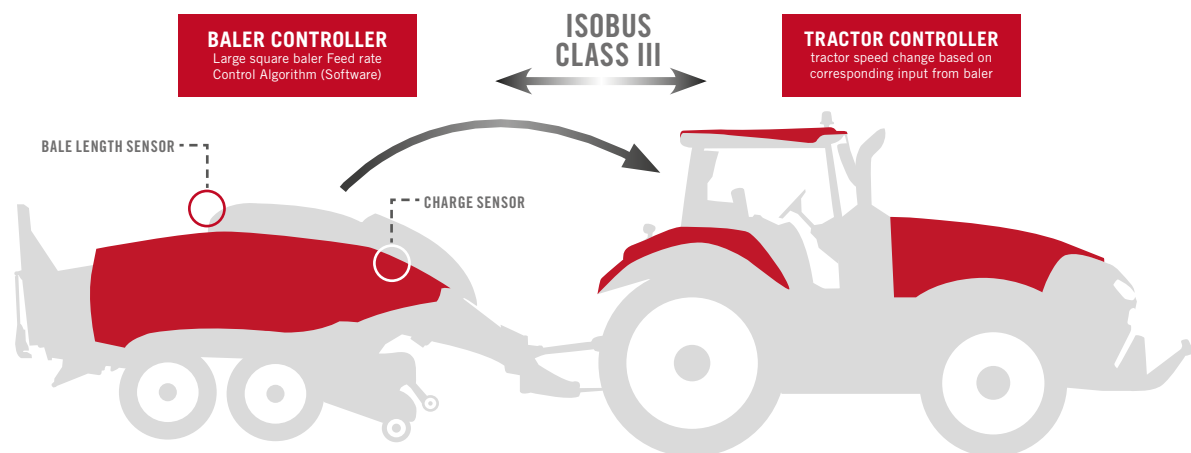 BALER CONTROLLER
Large square baler Feed rate
Control Algorithm (Software)
ISOBUS
CLASS III
TRACTOR CONTROLLER
tractor speed change based on
corresponding input from baler
BALE LENGTH SENSOR
CHARGE SENSOR